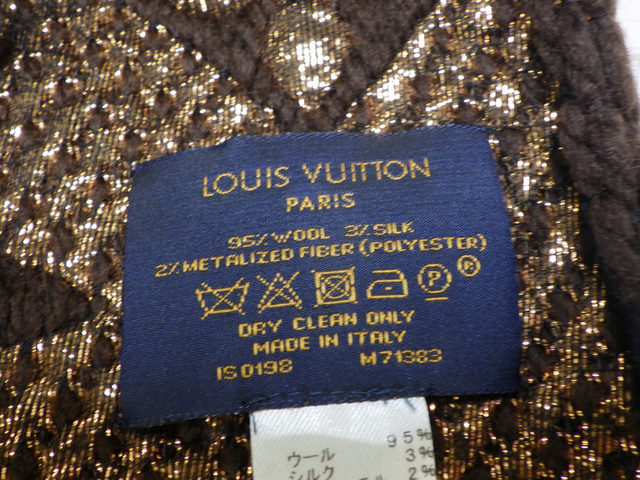 LOUIS VUITTON
PARIS
95% WOOL 3% SILK
2% METALIZED FIBER (POLYESTER)
P R
DRY CLEAN ONLY
MADE IN ITALY
IS0198 M71383
ウール 95%
シルク 3%
2%